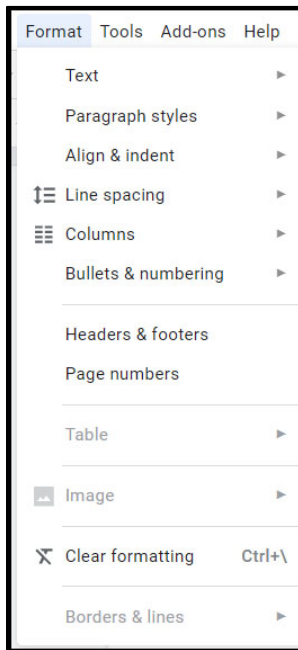 Format Tools Add-ons Help
Text
Paragraph styles
Align & indent
Line spacing
Columns
Bullets & numbering
Headers & footers
Page numbers
Table
Image
Clear formatting Ctrl+\
Borders & lines